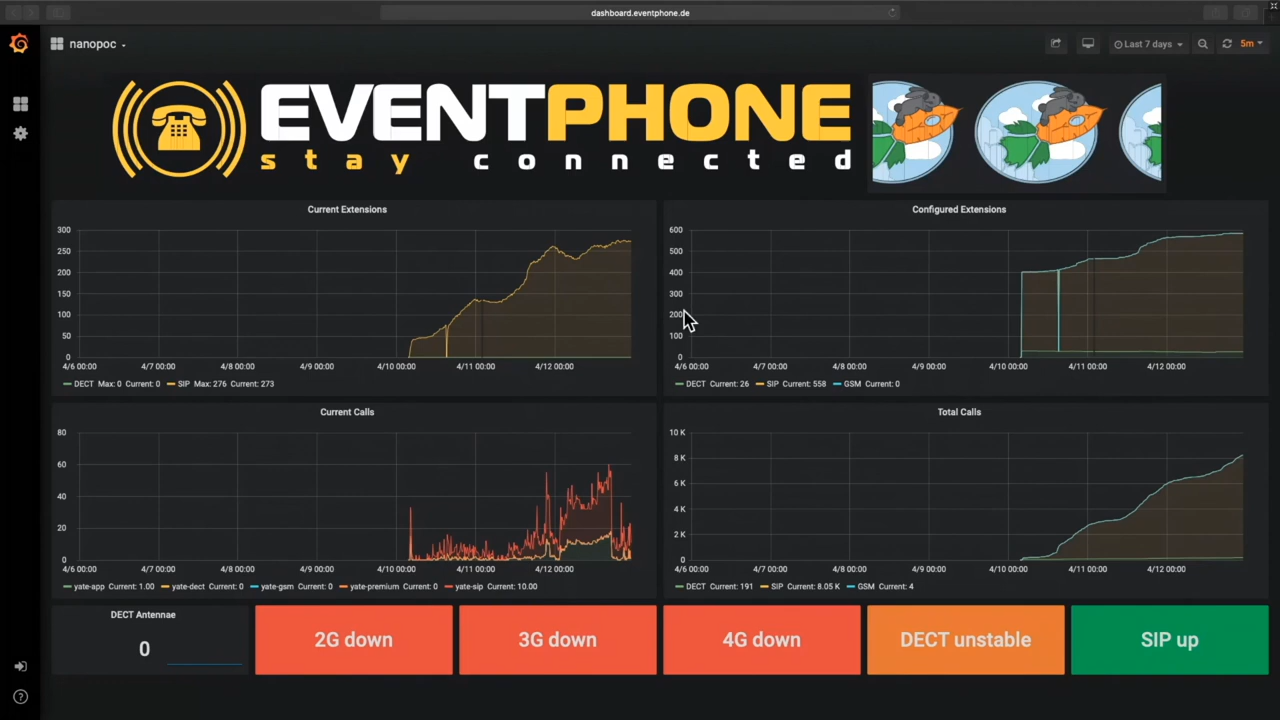 dashboard.eventphone.de
nanopoc
Last 7 days
5m
EVENTPHONE
stay connected
Current Extensions
300
250
200
150
100
50
0
4/6 00:00 4/7 00:00 4/8 00:00 4/9 00:00 4/10 00:00 4/11 00:00 4/12 00:00
DECT Max: 0 Current: 0 SIP Max: 276 Current: 273
Configured Extensions
600
500
400
300
200
100
0
4/6 00:00 4/7 00:00 4/8 00:00 4/9 00:00 4/10 00:00 4/11 00:00 4/12 00:00
DECT Current: 26 SIP Current: 558 GSM Current: 0
Current Calls
80
60
40
20
0
4/6 00:00 4/7 00:00 4/8 00:00 4/9 00:00 4/10 00:00 4/11 00:00 4/12 00:00
yate-app Current: 1.00 yate-dect Current: 0 yate-gsm Current: 0 yate-premium Current: 0 yate-sip Current: 10.00
Total Calls
10 K
8 K
6 K
4 K
2 K
0
4/6 00:00 4/7 00:00 4/8 00:00 4/9 00:00 4/10 00:00 4/11 00:00 4/12 00:00
DECT Current: 191 SIP Current: 8.05 K GSM Current: 4
DECT Antennae
0
2G down
3G down
4G down
DECT unstable
SIP up